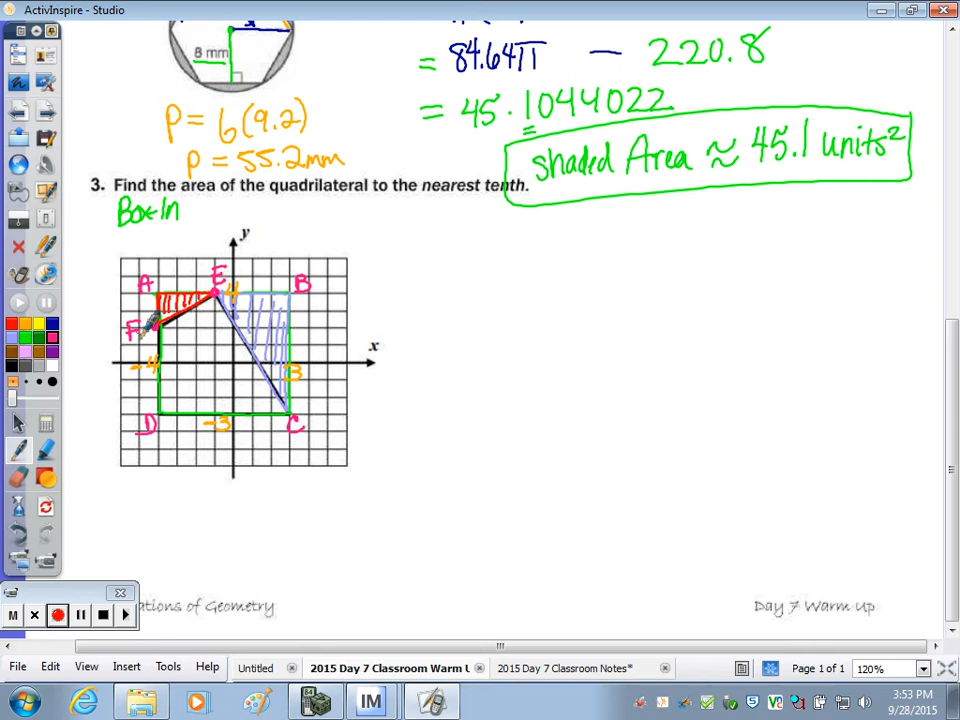 ActivInspire - Studio
8 mm
= 84.64π — 220.8
= 45.1044022
P = 6(9.2)
P = 55.2mm
shaded Area ≈ 45.1 units²
3. Find the area of the quadrilateral to the nearest tenth.
Box-In
y
A E 4 B
F
x
-4 3
D -3 C
ations of Geometry
Day 7 Warm Up
M
File Edit View Insert Tools Help Untitled 2015 Day 7 Classroom Warm U 2015 Day 7 Classroom Notes* Page 1 of 1 120%
IM
3:53 PM
9/28/2015